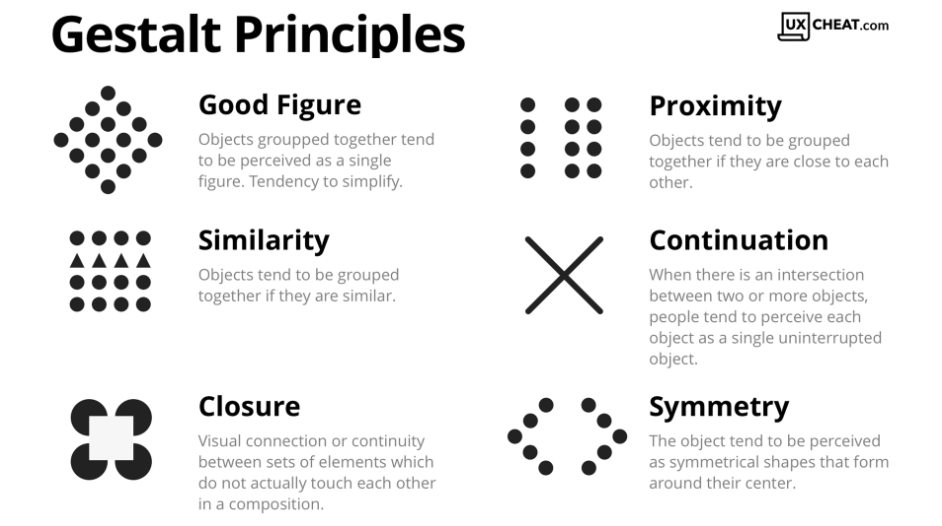 Gestalt Principles
UX CHEAT.com
Good Figure
Objects groupped together tend
to be perceived as a single
figure. Tendency to simplify.
Proximity
Objects tend to be grouped
together if they are close to each
other.
Similarity
Objects tend to be grouped
together if they are similar.
Continuation
When there is an intersection
between two or more objects,
people tend to perceive each
object as a single uninterrupted
object.
Closure
Visual connection or continuity
between sets of elements which
do not actually touch each other
in a composition.
Symmetry
The object tend to be perceived
as symmetrical shapes that form
around their center.